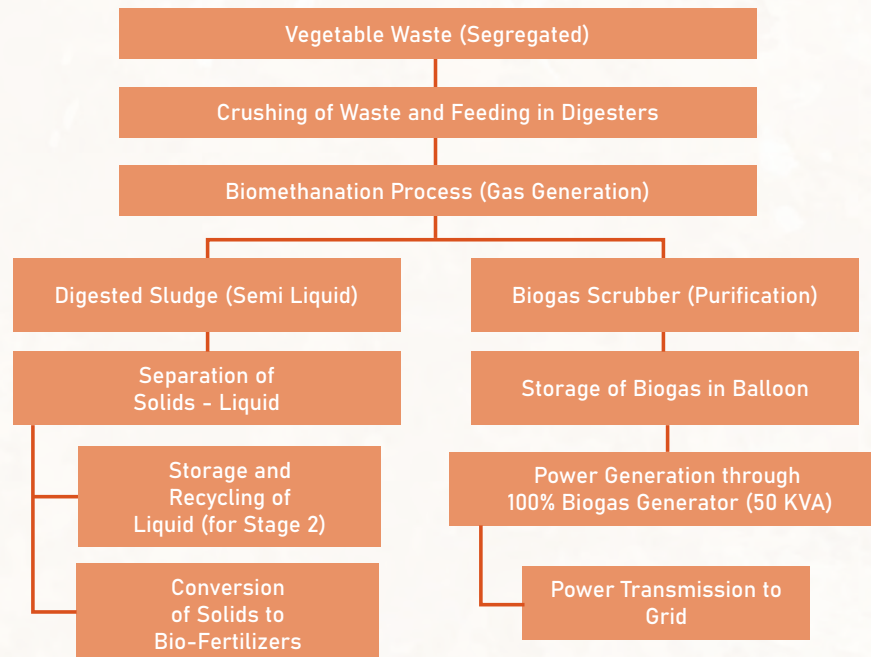 Vegetable Waste (Segregated)
Crushing of Waste and Feeding in Digesters
Biomethanation Process (Gas Generation)
Digested Sludge (Semi Liquid)
Separation of
Solids - Liquid
Storage and
Recycling of
Liquid (for Stage 2)
Conversion
of Solids to
Bio-Fertilizers
Biogas Scrubber (Purification)
Storage of Biogas in Balloon
Power Generation through
100% Biogas Generator (50 KVA)
Power Transmission to
Grid